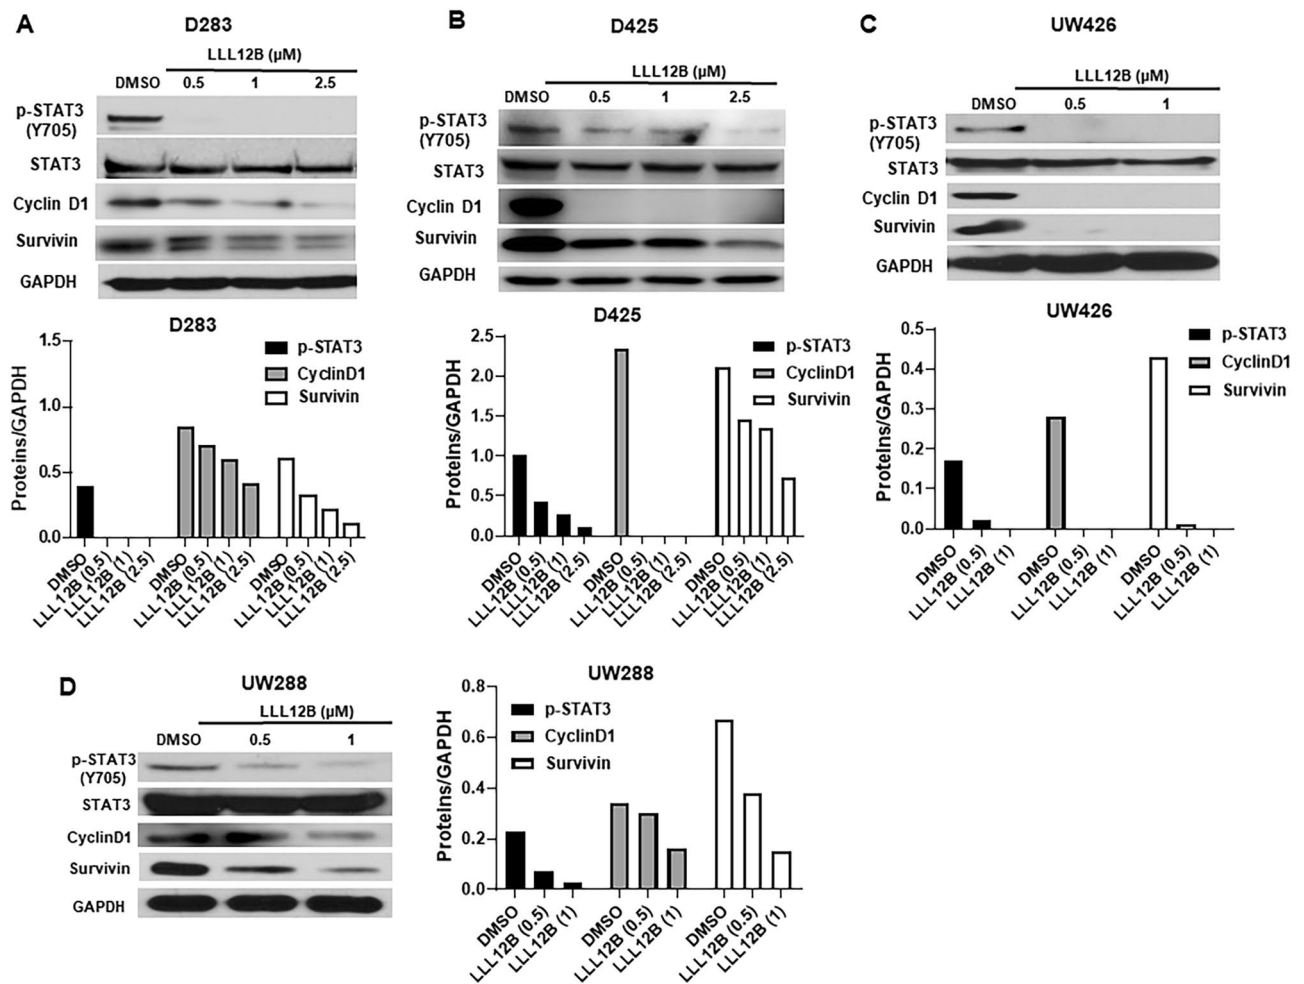 A
D283
LLL12B (µM)
DMSO 0.5 1 2.5
p-STAT3
(Y705)
STAT3
Cyclin D1
Survivin
GAPDH
D283
Proteins/GAPDH
1.5
1.0
0.5
0.0
p-STAT3
CyclinD1
Survivin
DMSO
LLL12B (0.5)
LLL12B (1)
LLL12B (2.5)
DMSO
LLL12B (0.5)
LLL12B (1)
LLL12B (2.5)
DMSO
LLL12B (0.5)
LLL12B (1)
LLL12B (2.5)
B
D425
LLL12B (µM)
DMSO 0.5 1 2.5
p-STAT3
(Y705)
STAT3
Cyclin D1
Survivin
GAPDH
D425
Proteins/GAPDH
2.5
2.0
1.5
1.0
0.5
0.0
p-STAT3
CyclinD1
Survivin
DMSO
LLL12B (0.5)
LLL12B (1)
LLL12B (2.5)
DMSO
LLL12B (0.5)
LLL12B (1)
LLL12B (2.5)
DMSO
LLL12B (0.5)
LLL12B (1)
LLL12B (2.5)
C
UW426
LLL12B (µM)
DMSO 0.5 1
p-STAT3
(Y705)
STAT3
Cyclin D1
Survivin
GAPDH
UW426
Proteins/GAPDH
0.5
0.4
0.3
0.2
0.1
0.0
p-STAT3
CyclinD1
Survivin
DMSO
LLL12B (0.5)
LLL12B (1)
DMSO
LLL12B (0.5)
LLL12B (1)
DMSO
LLL12B (0.5)
LLL12B (1)
D
UW288
LLL12B (µM)
DMSO 0.5 1
p-STAT3
(Y705)
STAT3
CyclinD1
Survivin
GAPDH
UW288
Proteins/GAPDH
0.8
0.6
0.4
0.2
0.0
p-STAT3
CyclinD1
Survivin
DMSO
LLL12B (0.5)
LLL12B (1)
DMSO
LLL12B (0.5)
LLL12B (1)
DMSO
LLL12B (0.5)
LLL12B (1)